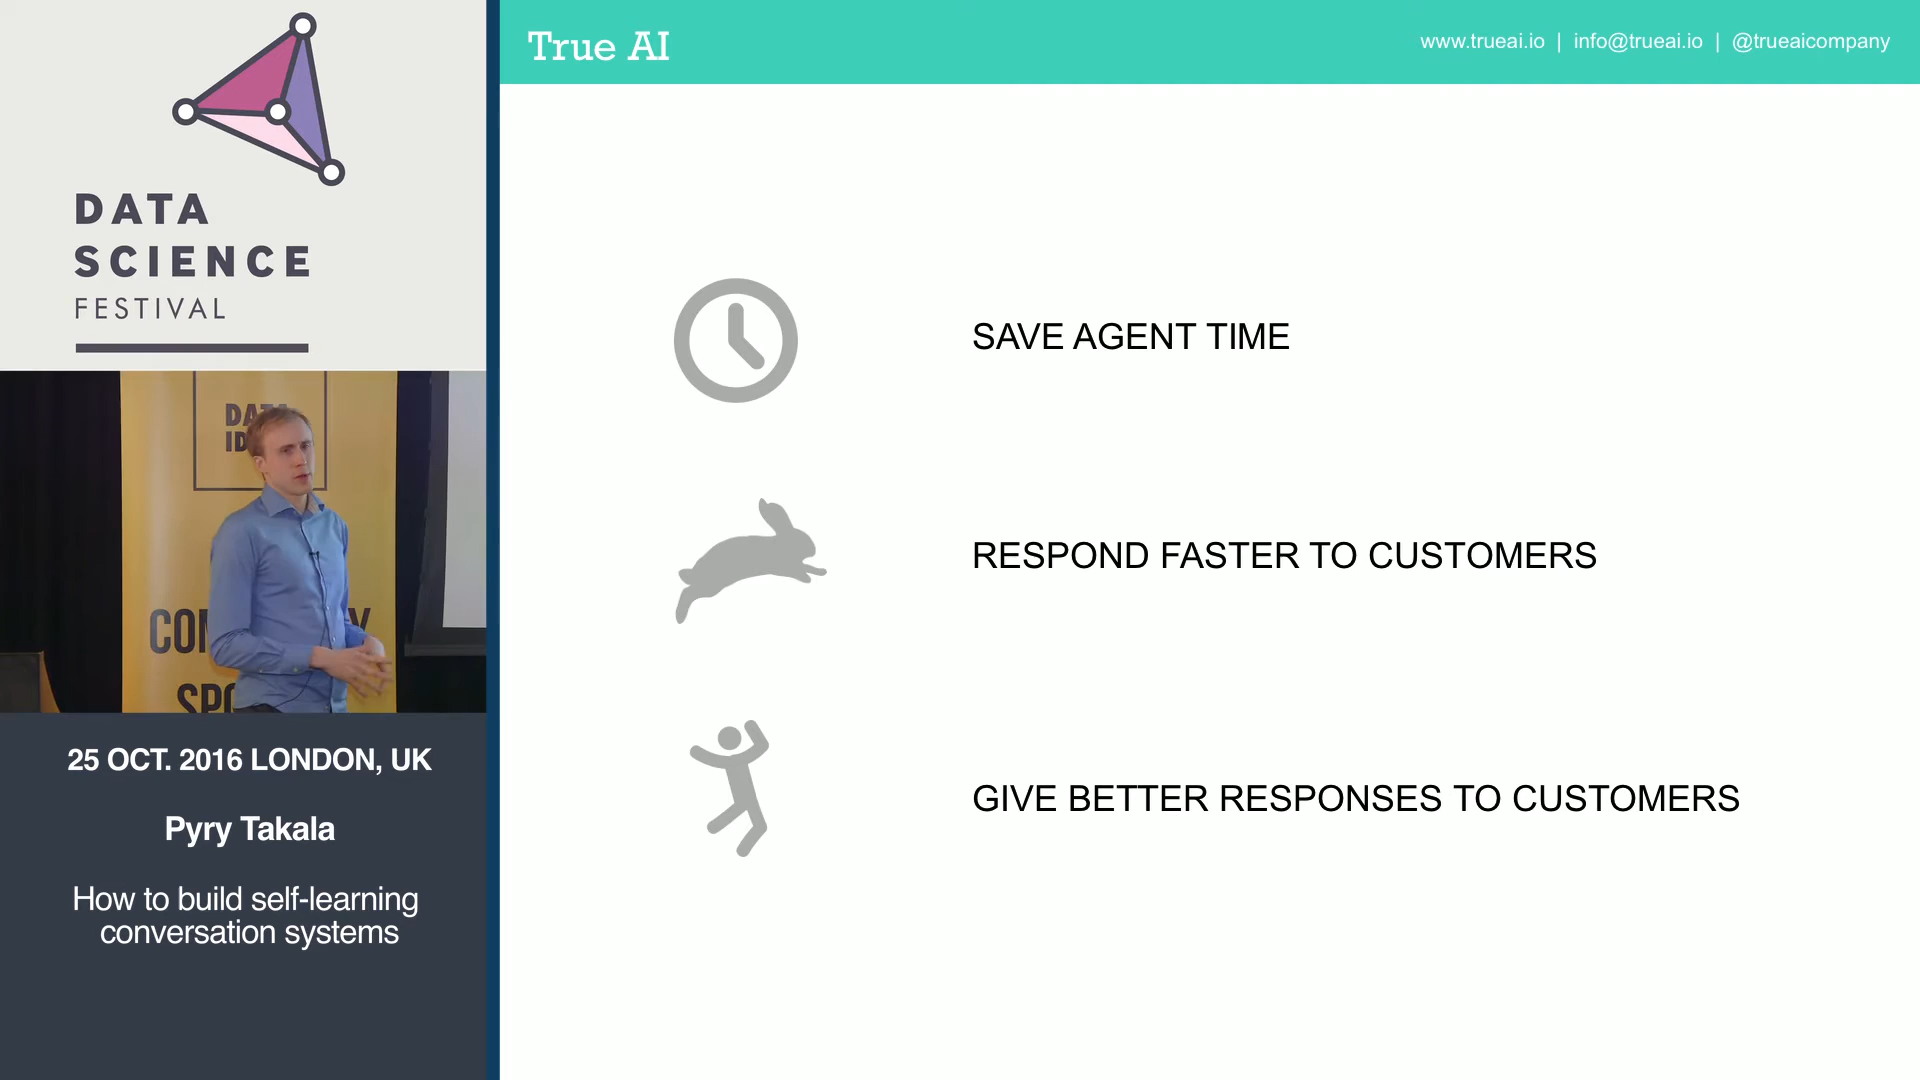 DATA
SCIENCE
FESTIVAL
True AI
www.trueai.io | info@trueai.io | @trueaicompany
SAVE AGENT TIME
RESPOND FASTER TO CUSTOMERS
GIVE BETTER RESPONSES TO CUSTOMERS
25 OCT. 2016 LONDON, UK
Pyry Takala
How to build self-learning
conversation systems